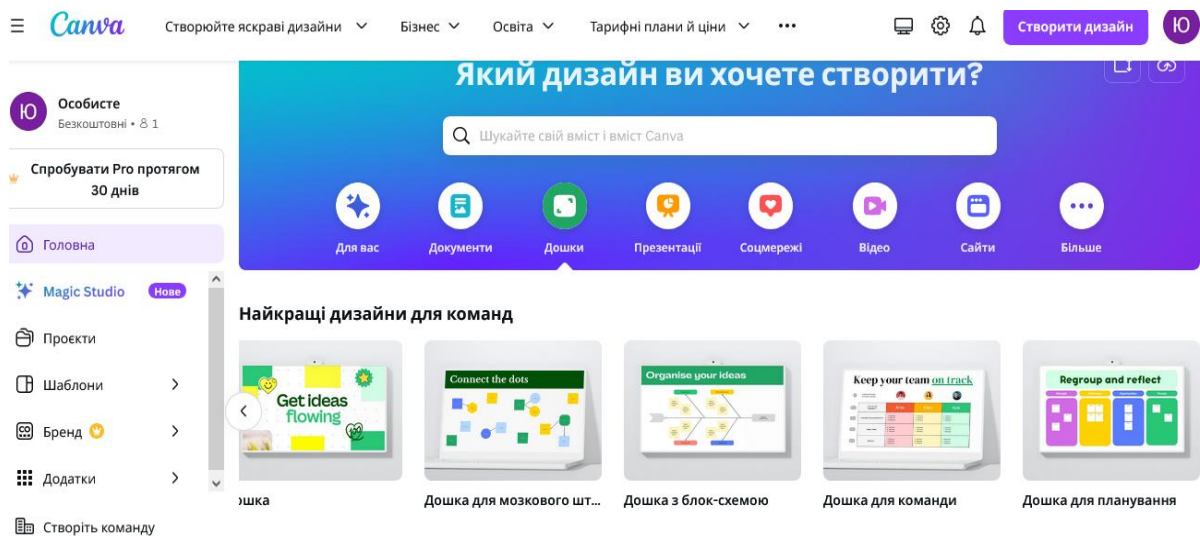 Canva
Створюйте яскраві дизайни
Бізнес
Освіта
Тарифні плани й ціни
Створити дизайн
Ю
Ю
Особисте
Безкоштовні • 1
Спробувати Pro протягом
30 днів
Головна
Magic Studio
Нове
Проєкти
Шаблони
Бренд
Додатки
Створіть команду
Який дизайн ви хочете створити?
Шукайте свій вміст і вміст Canva
Для вас
Документи
Дошки
Презентації
Соцмережі
Відео
Сайти
Більше
Найкращі дизайни для команд
Get ideas
flowing
Connect the dots
Organise your ideas
Keep your team on track
Regroup and reflect
ошка
Дошка для мозкового шт...
Дошка з блок-схемою
Дошка для команди
Дошка для планування